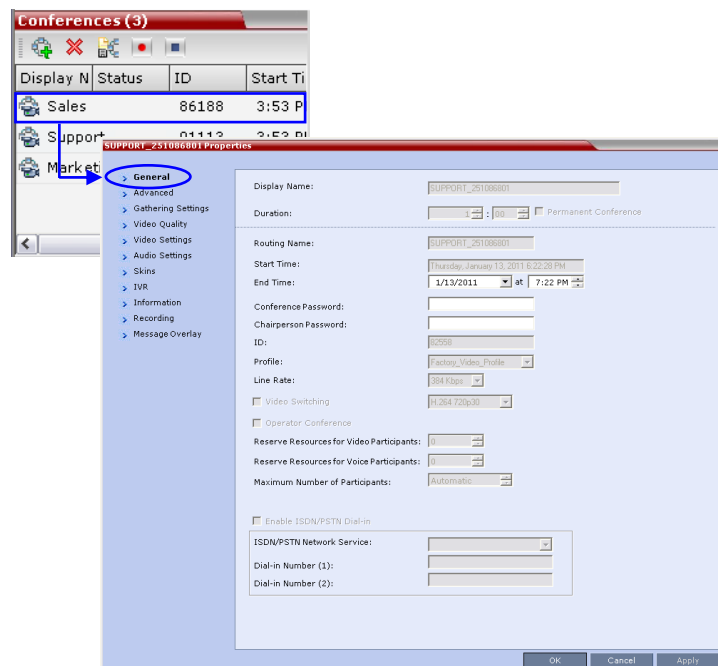 Conferences (3)
Display N Status ID Start Ti
Sales 86188 3:53 P
Support 01113 3:53 PI
Marketi
SUPPORT_251086801 Properties
General
Advanced
Gathering Settings
Video Quality
Video Settings
Audio Settings
Skins
IVR
Information
Recording
Message Overlay
Display Name: SUPPORT_251086801
Duration: 1 : 00 Permanent Conference
Routing Name: SUPPORT_251086801
Start Time: Thursday, January 13, 2011 6:22:28 PM
End Time: 1/13/2011 at 7:22 PM
Conference Password:
Chairperson Password:
ID: 82558
Profile: Factory_Video_Profile
Line Rate: 384 Kbps
Video Switching H.264 720p30
Operator Conference
Reserve Resources for Video Participants: 0
Reserve Resources for Voice Participants: 0
Maximum Number of Participants: Automatic
Enable ISDN/PSTN Dial-in
ISDN/PSTN Network Service:
Dial-in Number (1):
Dial-in Number (2):
OK Cancel Apply